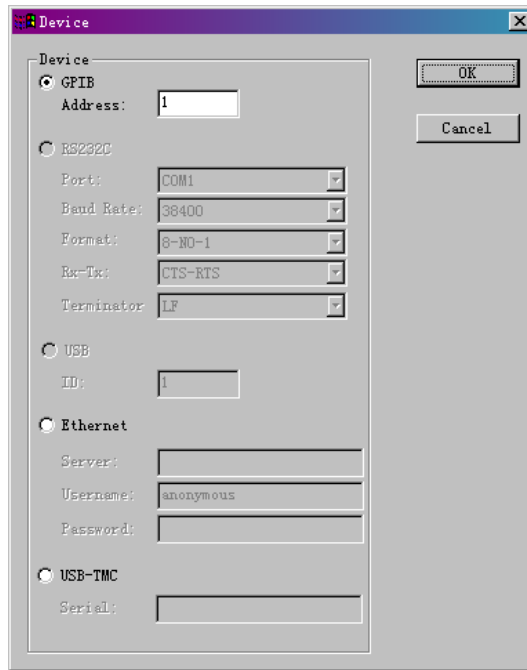 Device
Device
GPIB
Address: 1
OK
Cancel
RS232C
Port: COM1
Baud Rate: 38400
Format: 8-NO-1
Rx-Tx: CTS-RTS
Terminator LF
USB
ID: 1
Ethernet
Server:
Username: anonymous
Password:
USB-TMC
Serial: